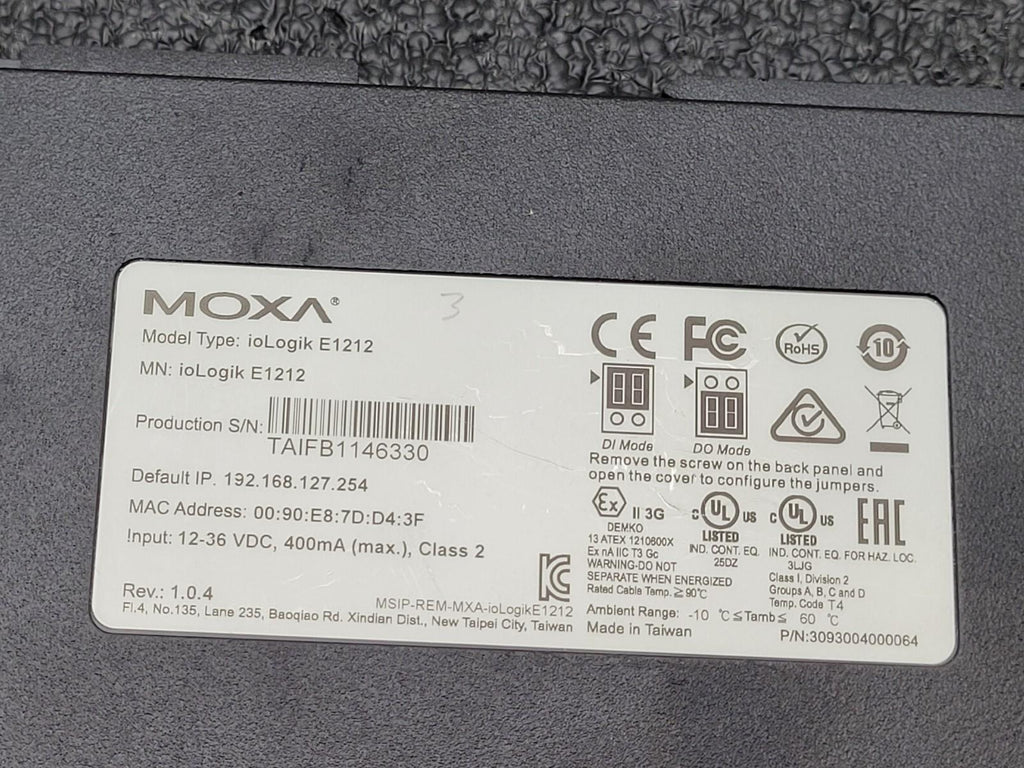 MOXA®
3
Model Type: ioLogik E1212
MN: ioLogik E1212
Production S/N:
TAIFB1146330
Default IP. 192.168.127.254
MAC Address: 00:90:E8:7D:D4:3F
Input: 12-36 VDC, 400mA (max.), Class 2
Rev.: 1.0.4
MSIP-REM-MXA-ioLogikE1212
Fl.4, No.135, Lane 235, Baoqiao Rd. Xindian Dist., New Taipei City, Taiwan
CE FC RoHS 10
DI Mode DO Mode
Remove the screw on the back panel and
open the cover to configure the jumpers.
Ex II 3G
DEMKO
13 ATEX 1210600X
Ex nA IIC T3 Gc
WARNING-DO NOT
SEPARATE WHEN ENERGIZED
Rated Cable Temp. ≧ 90℃
c UL US
LISTED
IND. CONT. EQ.
25DZ
c UL US
LISTED
IND. CONT. EQ. FOR HAZ. LOC.
3LJG
Class I, Division 2
Groups A, B, C and D
Temp. Code T4
EAC
Ambient Range: -10 ℃ ≦ Tamb ≦ 60 ℃
Made in Taiwan
P/N:3093004000064